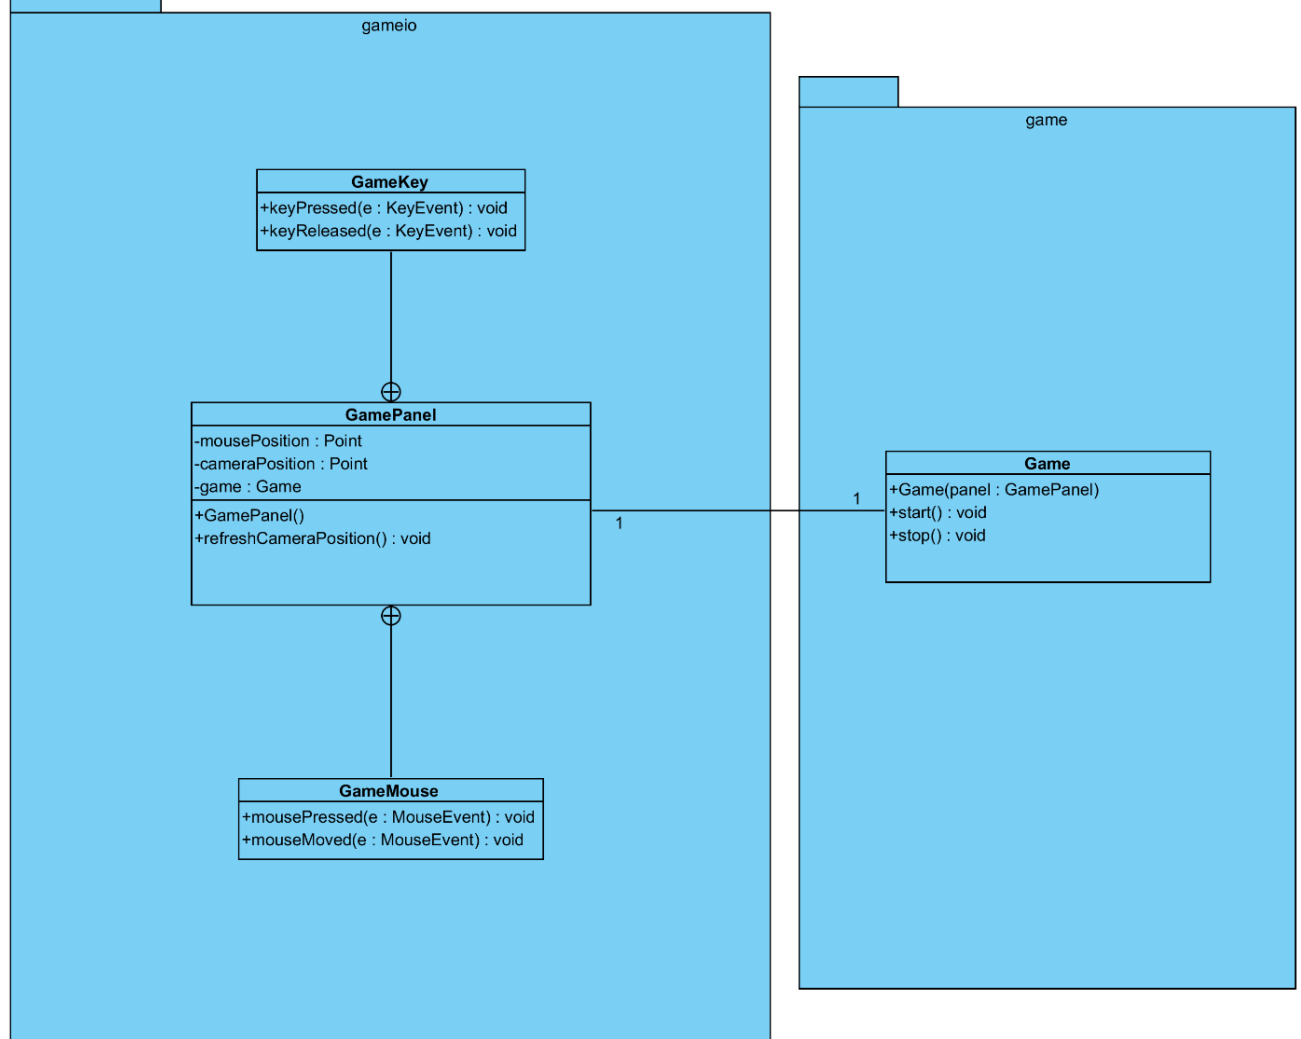 gameio
GameKey
+keyPressed(e : KeyEvent) : void
+keyReleased(e : KeyEvent) : void
GamePanel
-mousePosition : Point
-cameraPosition : Point
-game : Game
+GamePanel()
+refreshCameraPosition() : void
1
GameMouse
+mousePressed(e : MouseEvent) : void
+mouseMoved(e : MouseEvent) : void
game
1
Game
+Game(panel : GamePanel)
+start() : void
+stop() : void